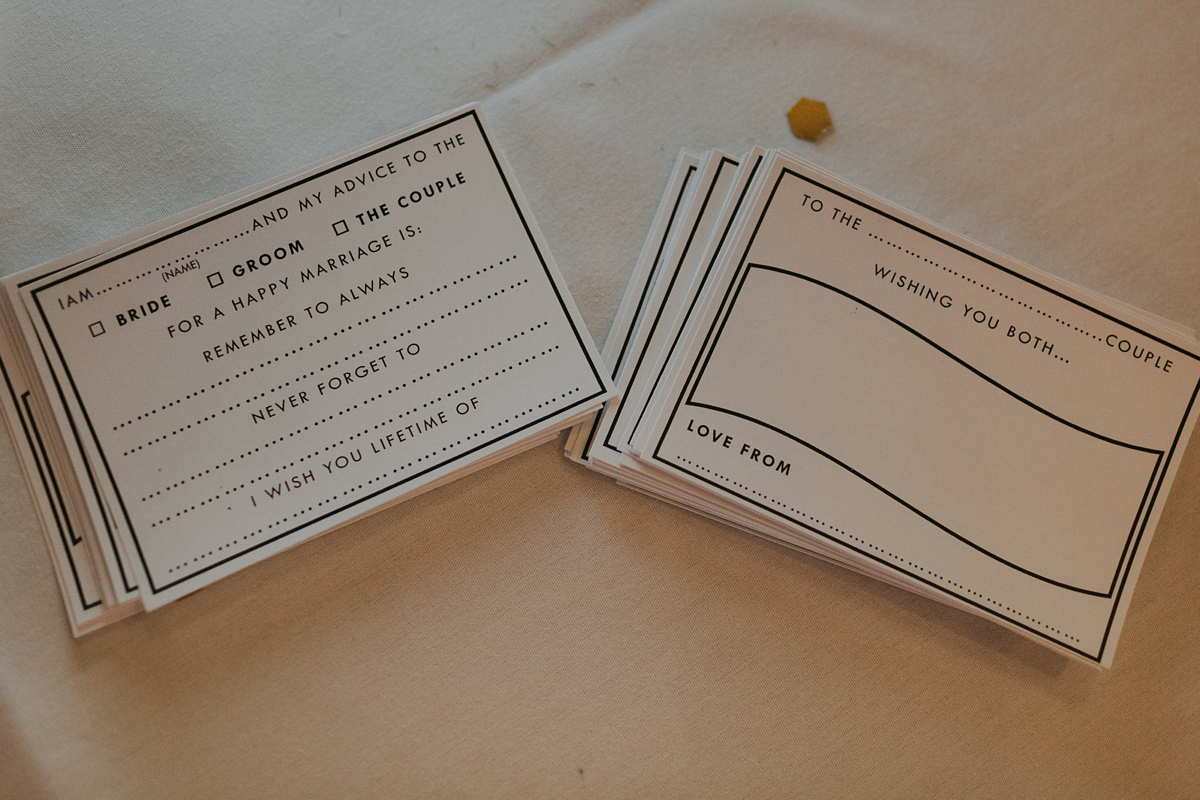 I AM............................AND MY ADVICE TO THE
(NAME)
☐ BRIDE ☐ GROOM ☐ THE COUPLE
FOR A HAPPY MARRIAGE IS:
REMEMBER TO ALWAYS
NEVER FORGET TO
I WISH YOU LIFETIME OF
TO THE ........................................COUPLE
WISHING YOU BOTH...
LOVE FROM